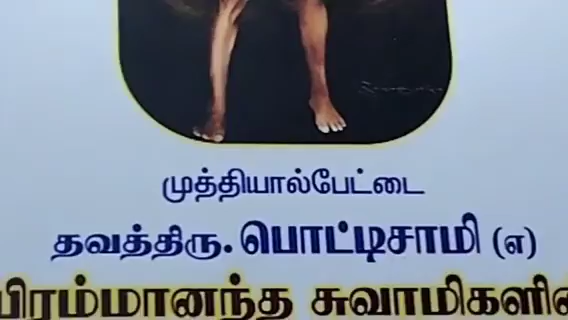 முத்தியால்பேட்டை
தவத்திரு. பொட்டிசாமி (எ)
பிரம்மானந்த சுவாமிகளின்